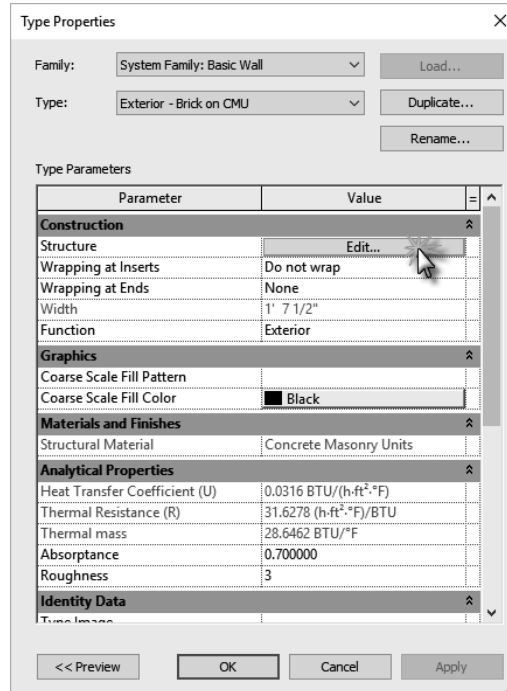 Type Properties
Family: System Family: Basic Wall Load...
Type: Exterior - Brick on CMU Duplicate...
Rename...
Type Parameters
Parameter Value =
Construction
Structure Edit...
Wrapping at Inserts Do not wrap
Wrapping at Ends None
Width 1' 7 1/2"
Function Exterior
Graphics
Coarse Scale Fill Pattern
Coarse Scale Fill Color Black
Materials and Finishes
Structural Material Concrete Masonry Units
Analytical Properties
Heat Transfer Coefficient (U) 0.0316 BTU/(h·ft²·°F)
Thermal Resistance (R) 31.6278 (h·ft²·°F)/BTU
Thermal mass 28.6462 BTU/°F
Absorptance 0.700000
Roughness 3
Identity Data
Type Image
<< Preview OK Cancel Apply